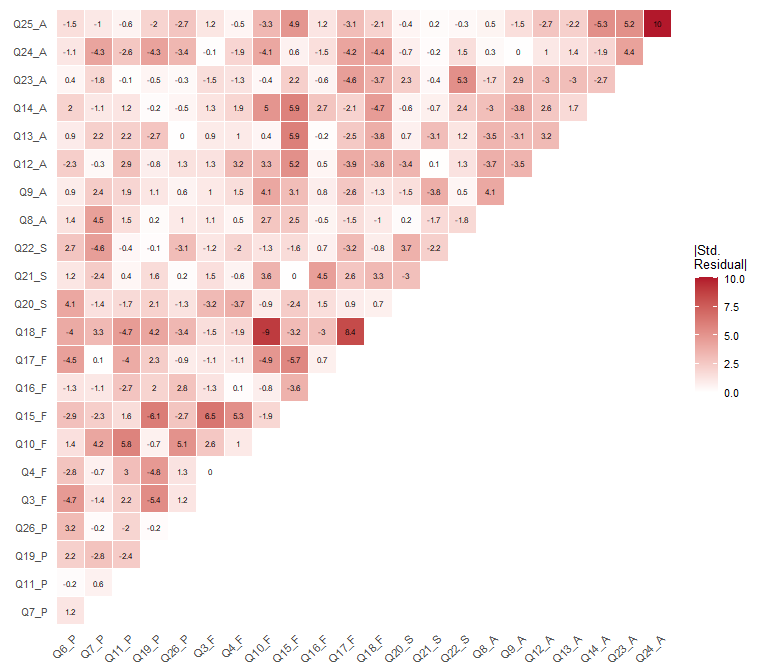 Q25_A -1.5 -1 -0.6 -2 -2.7 1.2 -0.5 -3.3 4.9 1.2 -3.1 -2.1 -0.4 0.2 -0.3 0.5 -1.5 -2.7 -2.2 -5.3 5.2 10
Q24_A -1.1 -4.3 -2.6 -4.3 -3.4 -0.1 -1.9 -4.1 0.6 -1.5 -4.2 -4.4 -0.7 -0.2 1.5 0.3 0 1 1.4 -1.9 4.4
Q23_A 0.4 -1.8 -0.1 -0.5 -0.3 -1.5 -1.3 -0.4 2.2 -0.6 -4.6 -3.7 2.3 -0.4 5.3 -1.7 2.9 -3 -3 -2.7
Q14_A 2 -1.1 1.2 -0.2 -0.5 1.3 1.9 5 5.9 2.7 -2.1 -4.7 -0.6 -0.7 2.4 -3 -3.8 2.6 1.7
Q13_A 0.9 2.2 2.2 -2.7 0 0.9 1 0.4 5.9 -0.2 -2.5 -3.8 0.7 -3.1 1.2 -3.5 -3.1 3.2
Q12_A -2.3 -0.3 2.9 -0.8 1.3 1.3 3.2 3.3 5.2 0.5 -3.9 -3.6 -3.4 0.1 1.3 -3.7 -3.5
Q9_A 0.9 2.4 1.9 1.1 0.6 1 1.5 4.1 3.1 0.8 -2.6 -1.3 -1.5 -3.8 0.5 4.1
Q8_A 1.4 4.5 1.5 0.2 1 1.1 0.5 2.7 2.5 -0.5 -1.5 -1 0.2 -1.7 -1.8
Q22_S 2.7 -4.6 -0.4 -0.1 -3.1 -1.2 -2 -1.3 -1.6 0.7 -3.2 -0.8 3.7 -2.2
Q21_S 1.2 -2.4 0.4 1.6 0.2 1.5 -0.6 3.6 0 4.5 2.6 3.3 -3
Q20_S 4.1 -1.4 -1.7 2.1 -1.3 -3.2 -3.7 -0.9 -2.4 1.5 0.9 0.7
Q18_F -4 3.3 -4.7 4.2 -3.4 -1.5 -1.9 -9 -3.2 -3 8.4
Q17_F -4.5 0.1 -4 2.3 -0.9 -1.1 -1.1 -4.9 -5.7 0.7
Q16_F -1.3 -1.1 -2.7 2 2.8 -1.3 0.1 -0.8 -3.6
Q15_F -2.9 -2.3 1.6 -6.1 -2.7 6.5 5.3 -1.9
Q10_F 1.4 4.2 5.8 -0.7 5.1 2.6 1
Q4_F -2.8 -0.7 3 -4.8 1.3 0
Q3_F -4.7 -1.4 2.2 -5.4 1.2
Q26_P 3.2 -0.2 -2 -0.2
Q19_P 2.2 -2.8 -2.4
Q11_P -0.2 0.6
Q7_P 1.2
Q6_P Q7_P Q11_P Q19_P Q26_P Q3_F Q4_F Q10_F Q15_F Q16_F Q17_F Q18_F Q20_S Q21_S Q22_S Q8_A Q9_A Q12_A Q13_A Q14_A Q23_A Q24_A
|Std.
Residual|
10.0
7.5
5.0
2.5
0.0